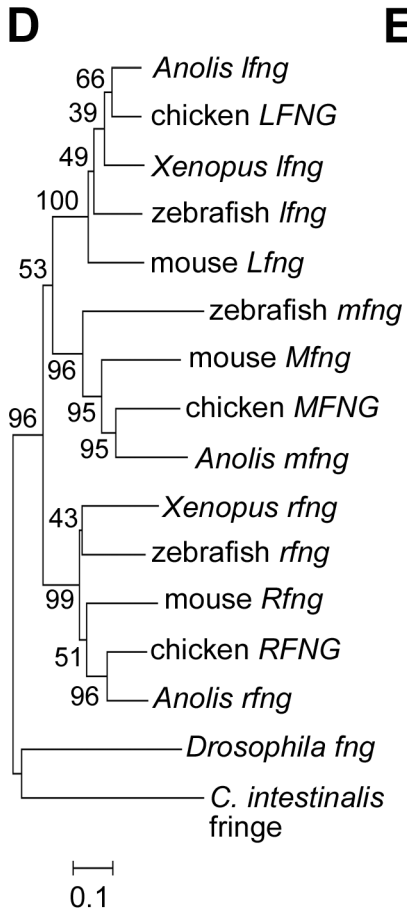 D
E
66
Anolis lfng
39
chicken LFNG
49
Xenopus lfng
100
zebrafish lfng
53
mouse Lfng
zebrafish mfng
96
mouse Mfng
96
95
chicken MFNG
95
Anolis mfng
43
Xenopus rfng
zebrafish rfng
99
mouse Rfng
51
chicken RFNG
96
Anolis rfng
Drosophila fng
C. intestinalis
fringe
0.1